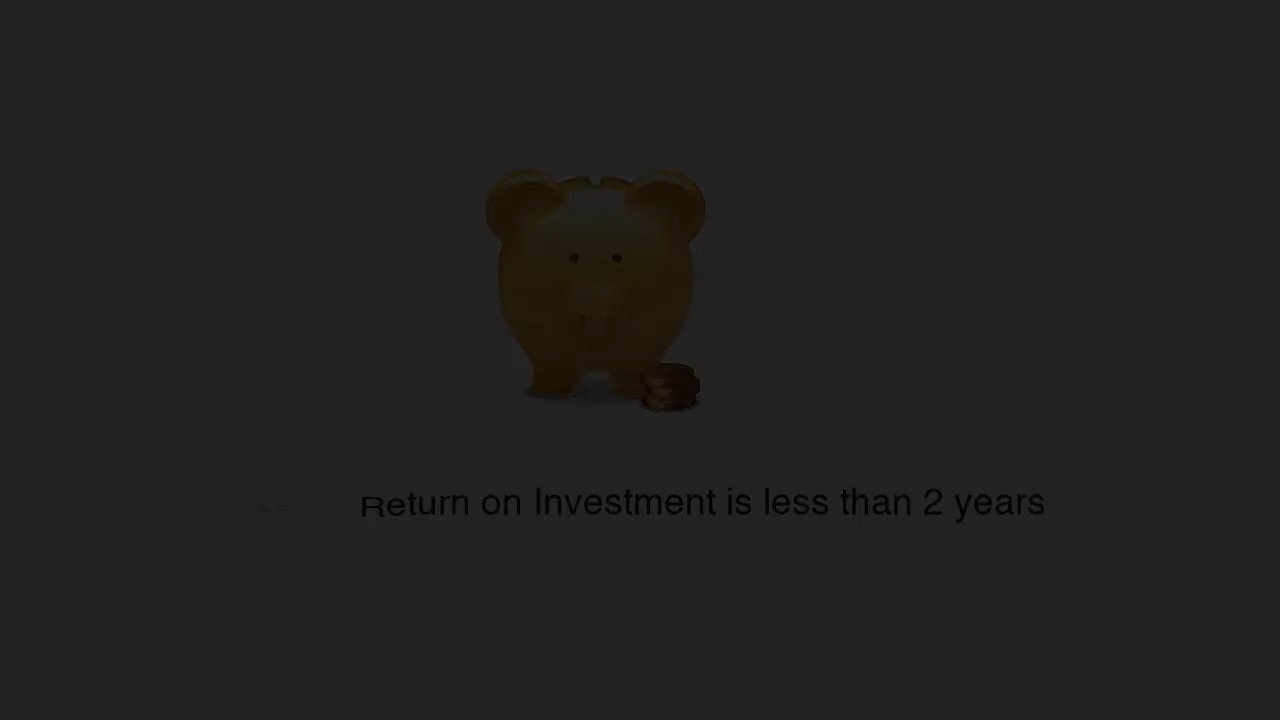 Return on Investment is less than 2 years